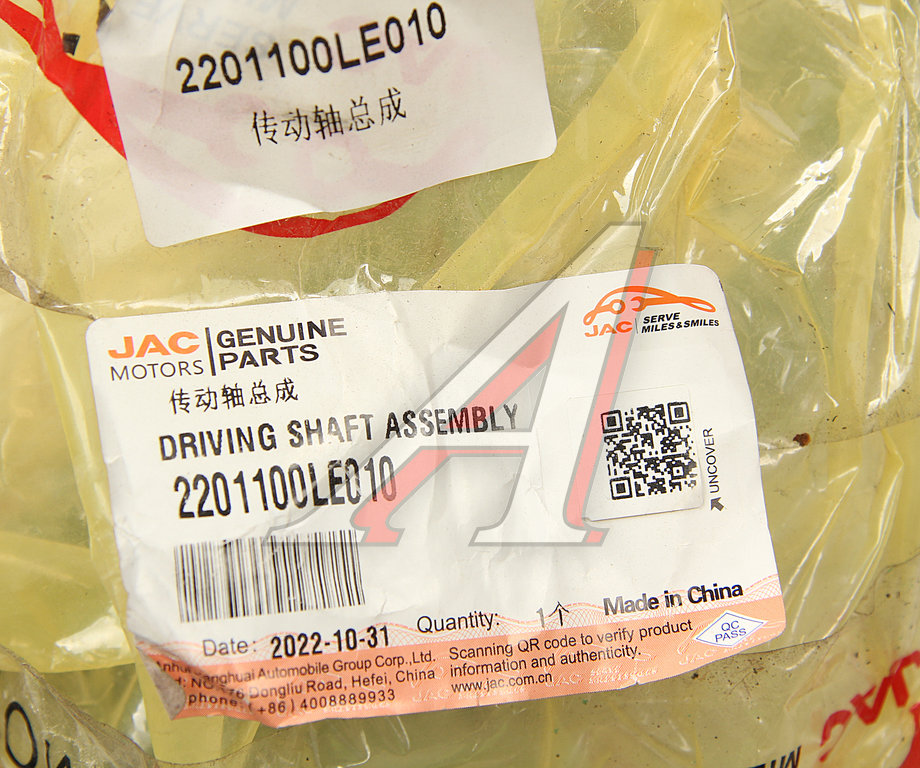 2201100LE010
传动轴总成
JAC MOTORS
GENUINE PARTS
JAC
SERVE
MILES & SMILES
传动轴总成
DRIVING SHAFT ASSEMBLY
2201100LE010
UNCOVER
Date: 2022-10-31
Quantity: 1个
Made in China
QC
PASS
Jianghuai Automobile Group Corp., Ltd.
Dongliu Road, Hefei, China
phone: (+86) 4008889933
Scanning QR code to verify product
information and authenticity.
www.jac.com.cn
JAC